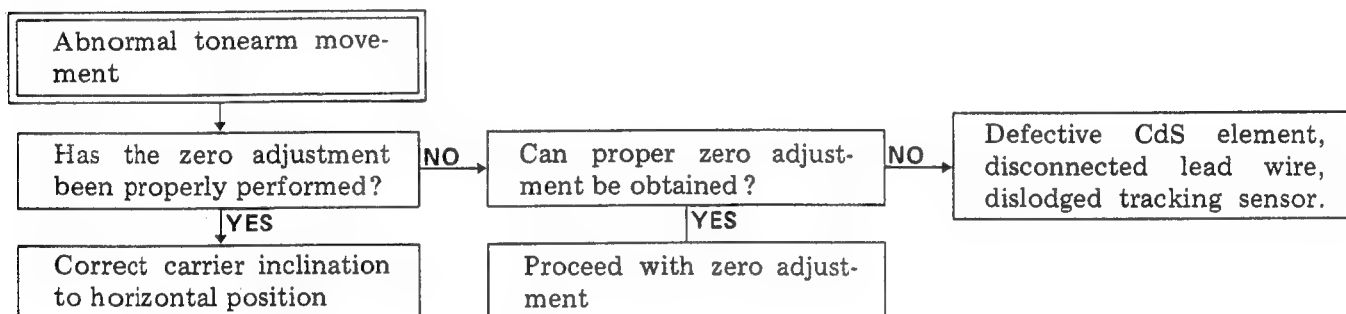 Abnormal tonearm move-
ment
Has the zero adjustment
been properly performed?
NO
Can proper zero adjust-
ment be obtained?
NO
Defective CdS element,
disconnected lead wire,
dislodged tracking sensor.
YES
Correct carrier inclination
to horizontal position
YES
Proceed with zero adjust-
ment